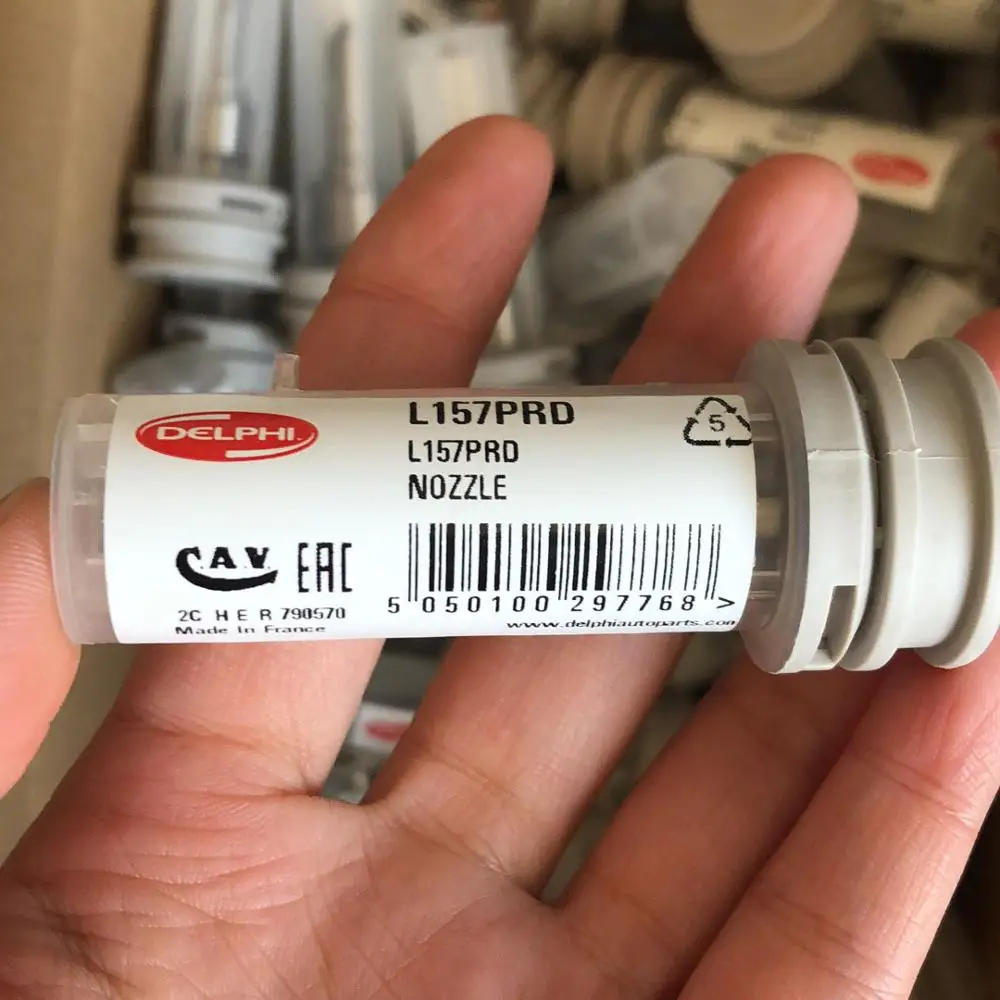 DELPHI
L157PRD
L157PRD
NOZZLE
5
C.A.V.
EAC
2C H E R 790570
Made In France
5 050100 297768 >
www.delphiautoparts.com